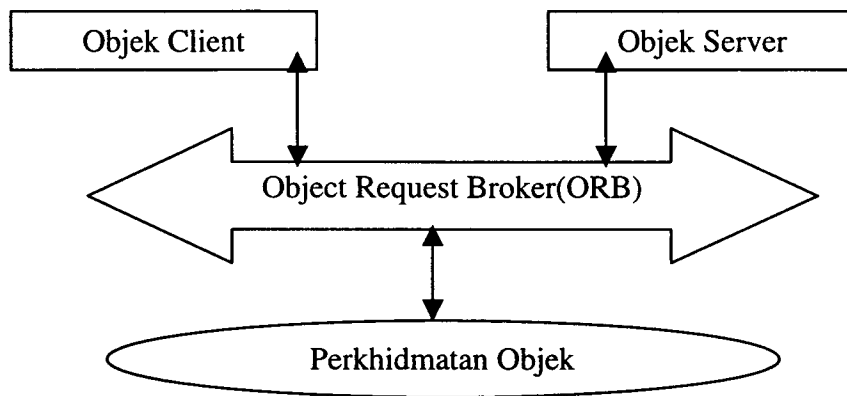 Objek Client
Objek Server
Object Request Broker(ORB)
Perkhidmatan Objek